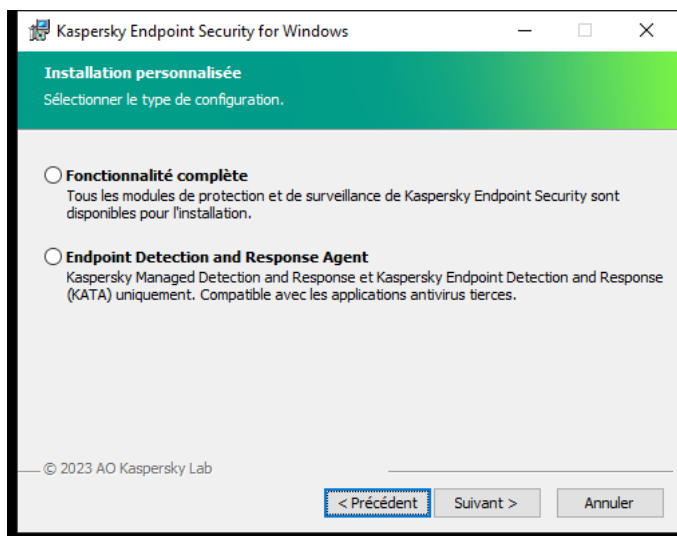 Kaspersky Endpoint Security for Windows
Installation personnalisée
Sélectionner le type de configuration.
Fonctionnalité complète
Tous les modules de protection et de surveillance de Kaspersky Endpoint Security sont
disponibles pour l'installation.
Endpoint Detection and Response Agent
Kaspersky Managed Detection and Response et Kaspersky Endpoint Detection and Response
(KATA) uniquement. Compatible avec les applications antivirus tierces.
© 2023 AO Kaspersky Lab
< Précédent Suivant > Annuler